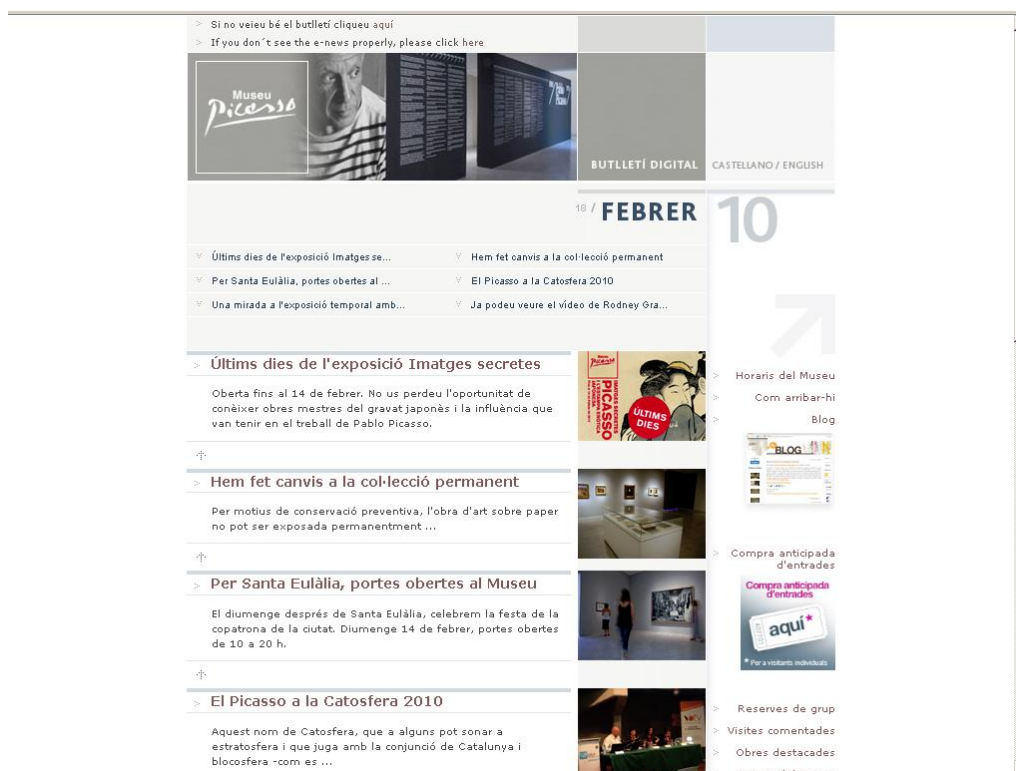 > Si no veieu bé el butlletí cliqueu aquí
> If you don´t see the e-news properly, please click here
Museu
Picasso
BUTLLETÍ DIGITAL
CASTELLANO / ENGLISH
18 / FEBRER 10
Últims dies de l'exposició Imatges se...
Hem fet canvis a la col·lecció permanent
Per Santa Eulàlia, portes obertes al ...
El Picasso a la Catosfera 2010
Una mirada a l'exposició temporal amb...
Ja podeu veure el vídeo de Rodney Gra...
> Últims dies de l'exposició Imatges secretes
Oberta fins al 14 de febrer. No us perdeu l'oportunitat de
conèixer obres mestres del gravat japonès i la influència que
van tenir en el treball de Pablo Picasso.
Museu
Picasso
IMATGES SECRETES
PICASSO
I L'ESTAMPA ERÒTICA
JAPONESA
ÚLTIMS
DIES
> Hem fet canvis a la col·lecció permanent
Per motius de conservació preventiva, l'obra d'art sobre paper
no pot ser exposada permanentment ...
> Per Santa Eulàlia, portes obertes al Museu
El diumenge després de Santa Eulàlia, celebrem la festa de la
copatrona de la ciutat. Diumenge 14 de febrer, portes obertes
de 10 a 20 h.
> El Picasso a la Catosfera 2010
Aquest nom de Catosfera, que a alguns pot sonar a
estratosfera i que juga amb la conjunció de Catalunya i
blocosfera -com es ...
> Horaris del Museu
> Com arribar-hi
> Blog
BLOG
> Compra anticipada
d'entrades
Compra anticipada
d'entrades
aquí*
* Per a visitants individuals
> Reserves de grup
> Visites comentades
> Obres destacades